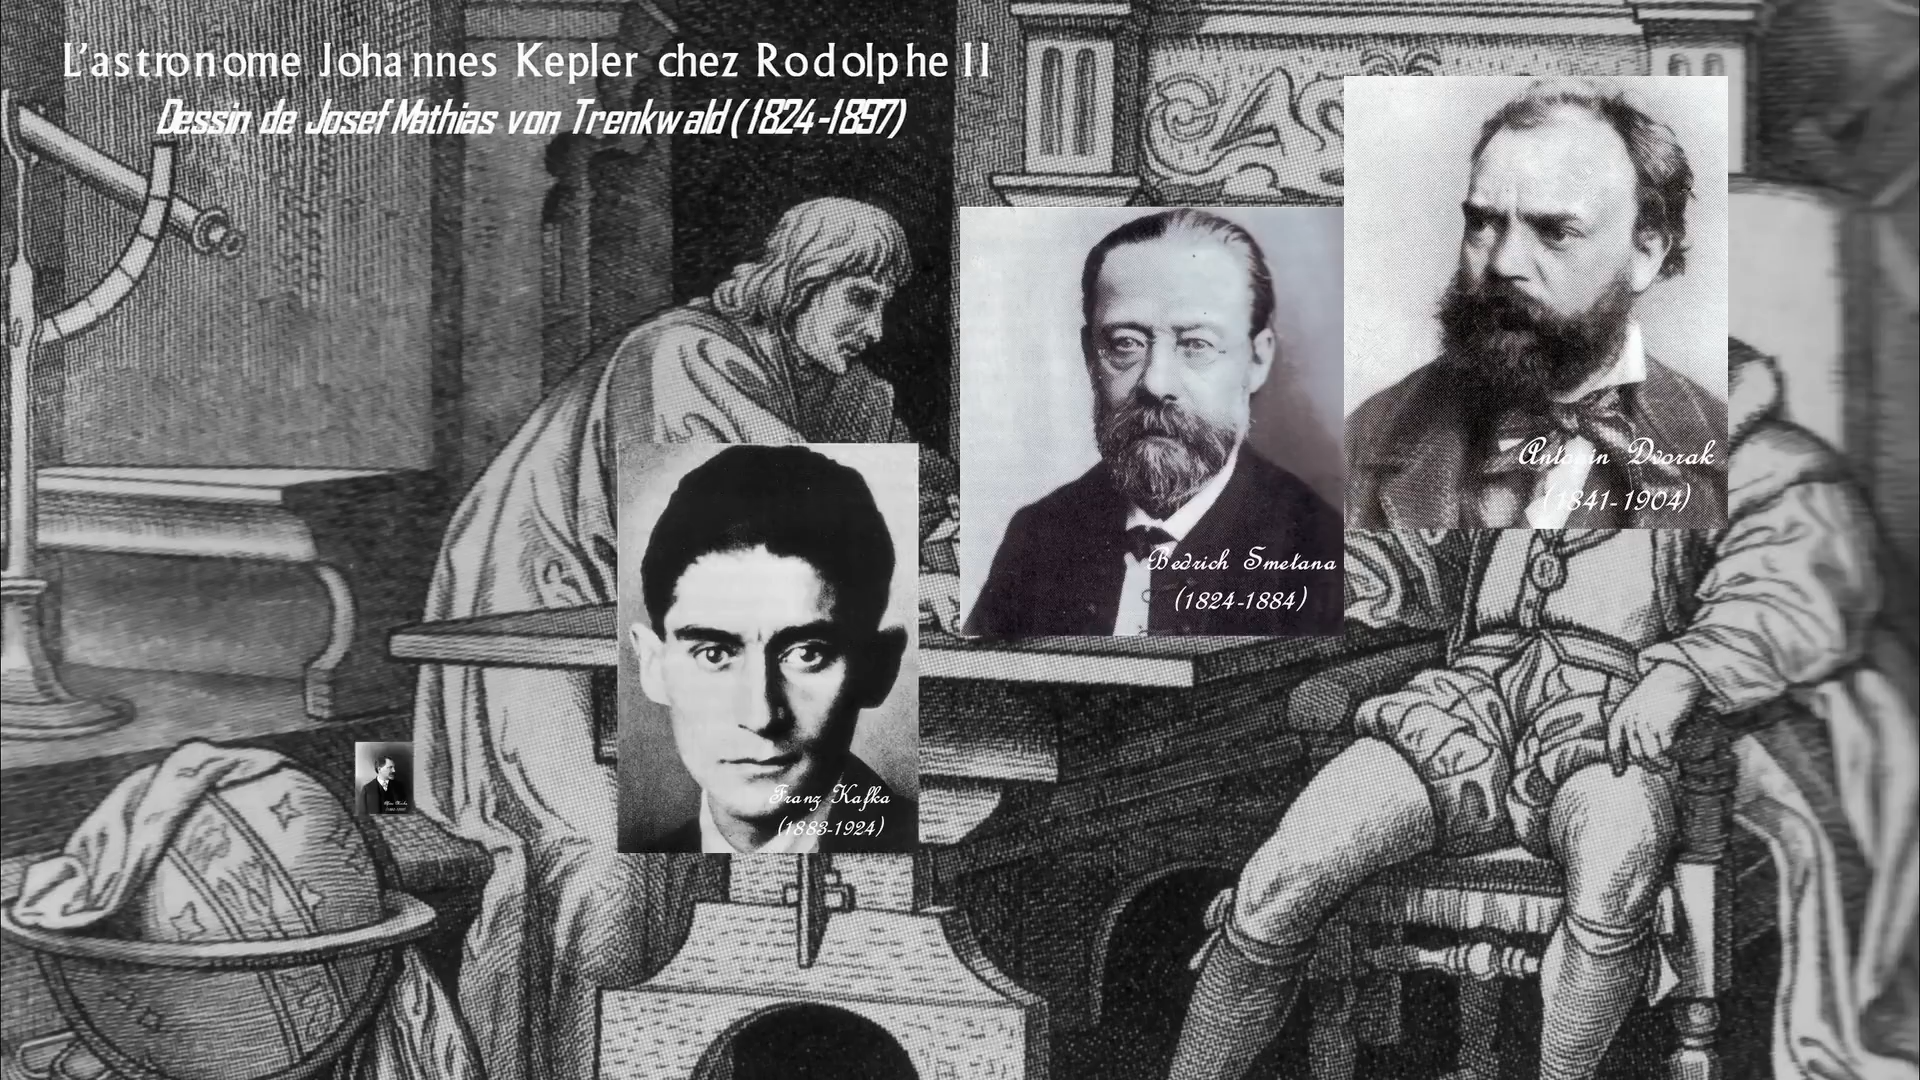 L'astronome Johannes Kepler chez Rodolphe II
Dessin de Josef Mathias von Trenkwald (1824-1897)
Antonin Dvorak
(1841-1904)
Bedrich Smetana
(1824-1884)
Franz Kafka
(1883-1924)